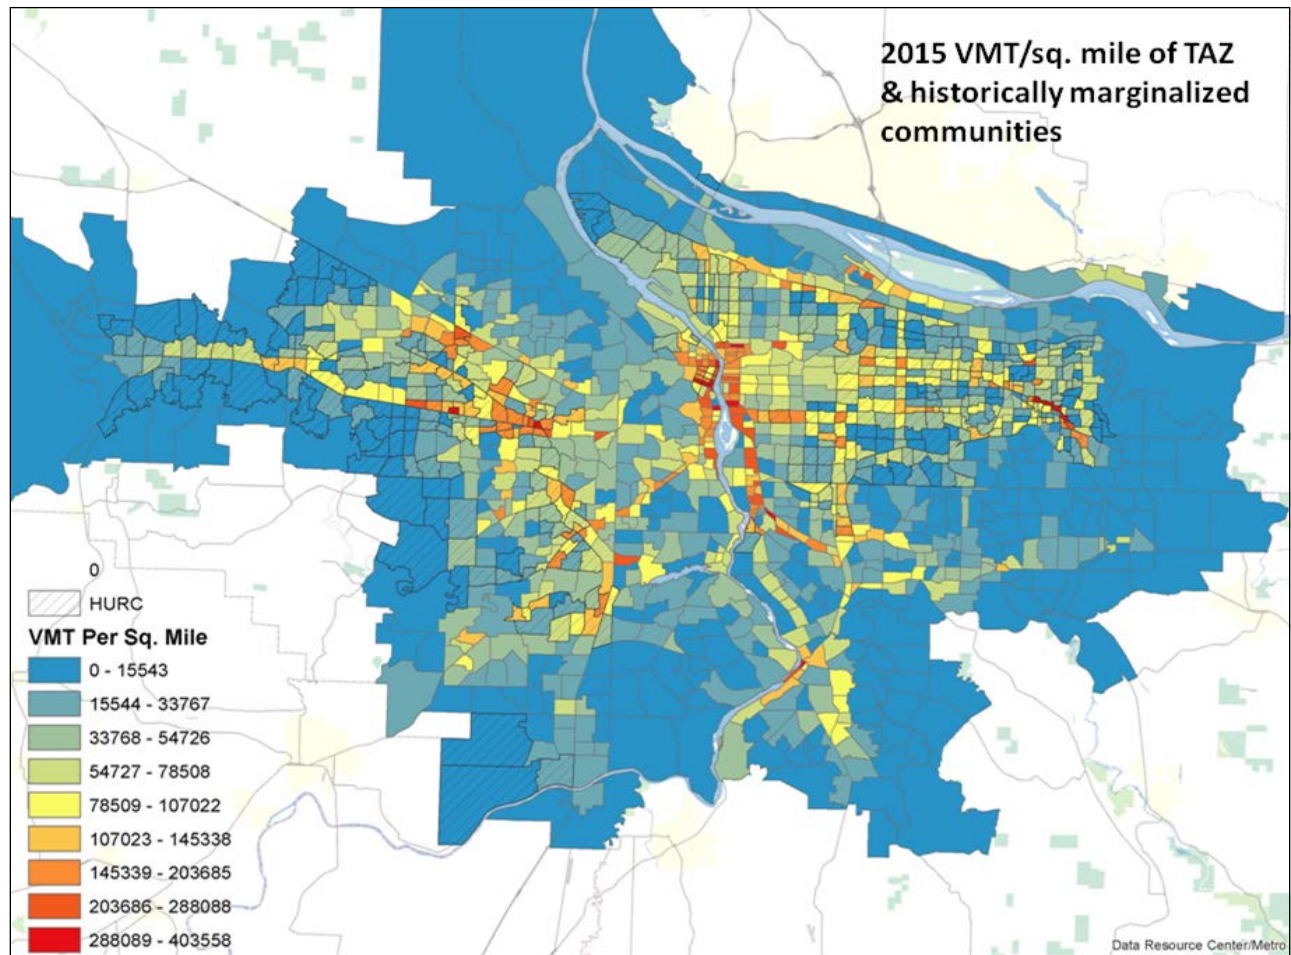 2015 VMT/sq. mile of TAZ
& historically marginalized
communities
0
HURC
VMT Per Sq. Mile
0 - 15543
15544 - 33767
33768 - 54726
54727 - 78508
78509 - 107022
107023 - 145338
145339 - 203685
203686 - 288088
288089 - 403558
Data Resource Center/Metro